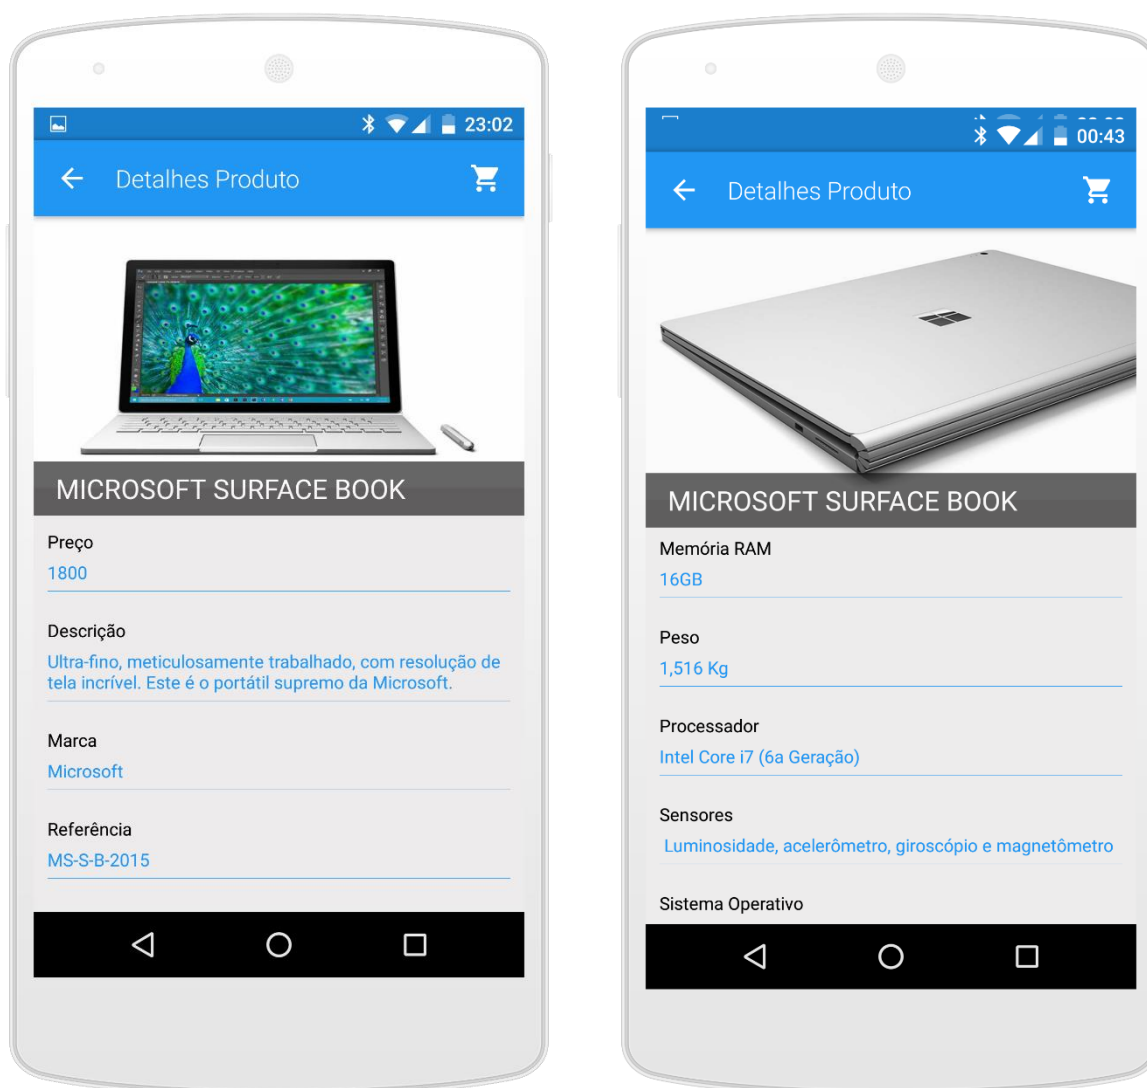 23:02
Detalhes Produto
MICROSOFT SURFACE BOOK
Preço
1800
Descrição
Ultra-fino, meticulosamente trabalhado, com resolução de
tela incrível. Este é o portátil supremo da Microsoft.
Marca
Microsoft
Referência
MS-S-B-2015
00:43
Detalhes Produto
MICROSOFT SURFACE BOOK
Memória RAM
16GB
Peso
1,516 Kg
Processador
Intel Core i7 (6a Geração)
Sensores
Luminosidade, acelerômetro, giroscópio e magnetômetro
Sistema Operativo